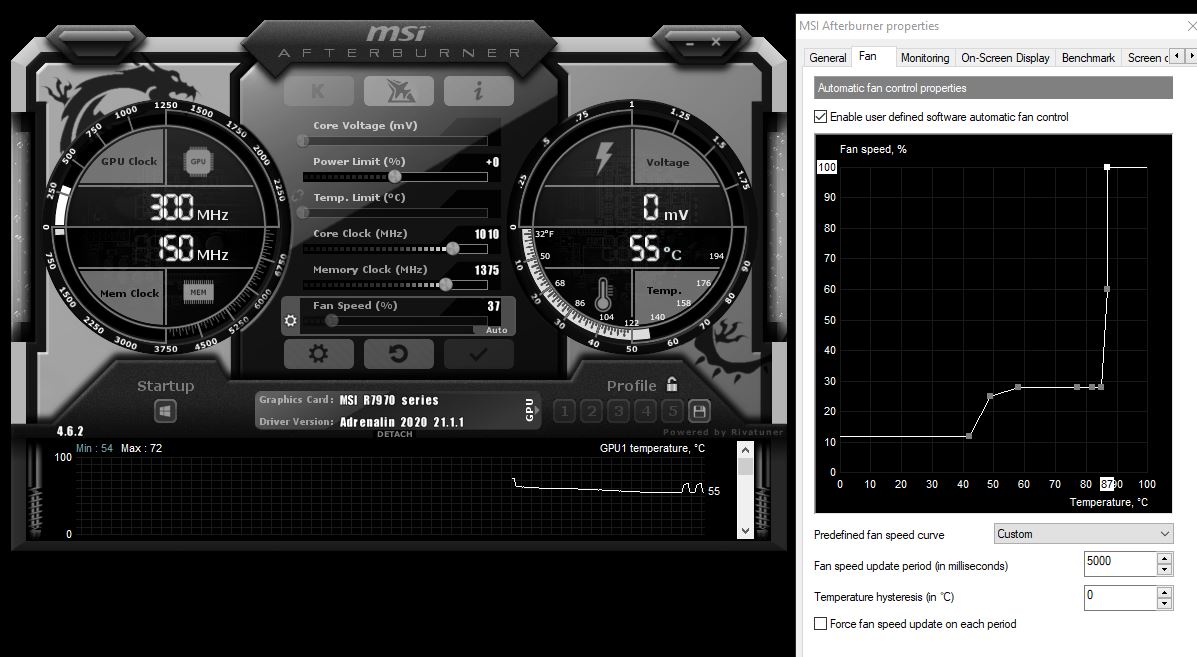 msi
AFTERBURNER
K
i
Core Voltage (mV)
Power Limit (%) +0
Temp. Limit (ºC)
Core Clock (MHz) 1010
Memory Clock (MHz) 1375
Fan Speed (%) 37
Auto
GPU Clock
GPU
300 MHz
150 MHz
Mem Clock
MEM
0 250 500 750 1000 1250 1500 1750 2000 2250
750 1500 2250 3000 3750 4500 5250 6000 6750
Voltage
0 mV
55 °C
Temp.
0 .25 .5 .75 1 1.25 1.5 1.75
32°F 50 68 86 104 122 140 158 176 194
10 20 30 40 50 60 70 80 90
Startup
Graphics Card: MSI R7970 series
Driver Version: Adrenalin 2020 21.1.1
GPU
Profile
1 2 3 4 5
4.6.2
DETACH
Powered by Rivatuner
Min : 54 Max : 72
GPU1 temperature, °C
100
55
0
MSI Afterburner properties
General Fan Monitoring On-Screen Display Benchmark Screen c
Automatic fan control properties
Enable user defined software automatic fan control
Fan speed, %
100
90
80
70
60
50
40
30
20
10
0
0 10 20 30 40 50 60 70 80 87 90 100
Temperature, °C
Predefined fan speed curve Custom
Fan speed update period (in milliseconds) 5000
Temperature hysteresis (in °C) 0
Force fan speed update on each period